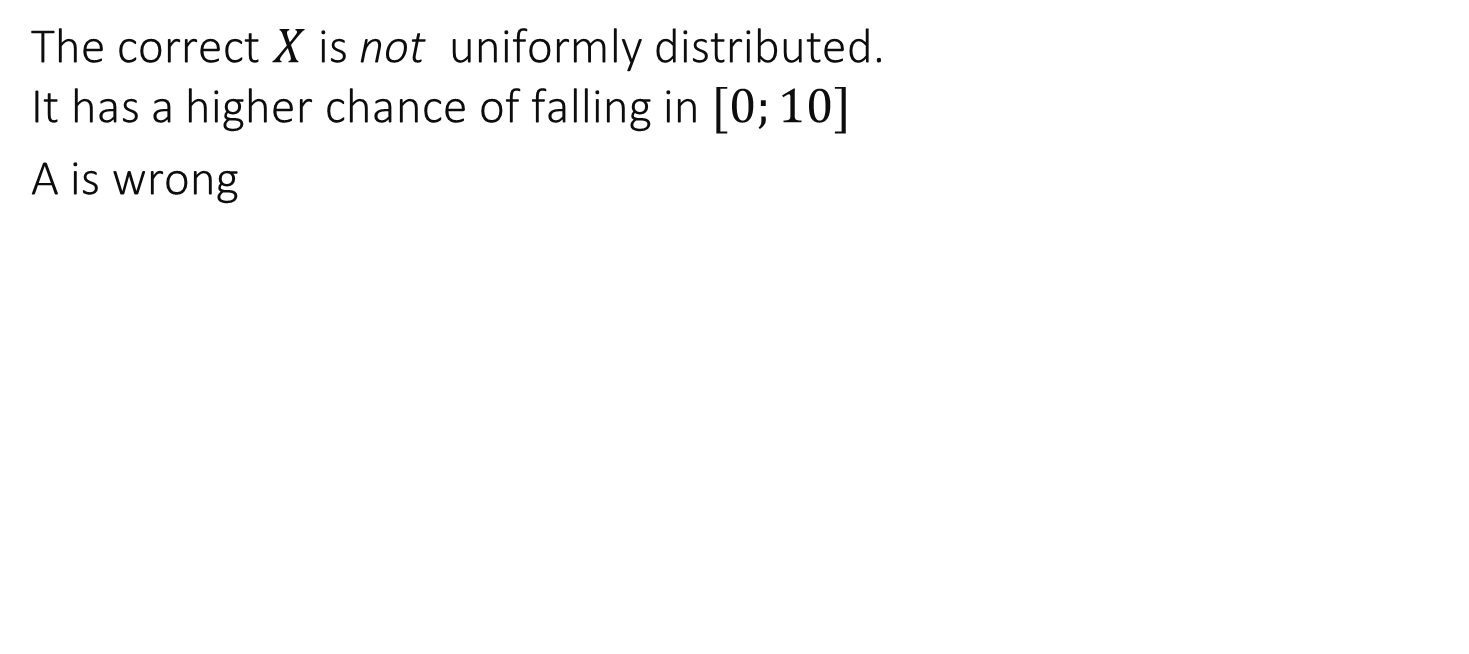 The correct X is not uniformly distributed.
It has a higher chance of falling in [0; 10]
A is wrong